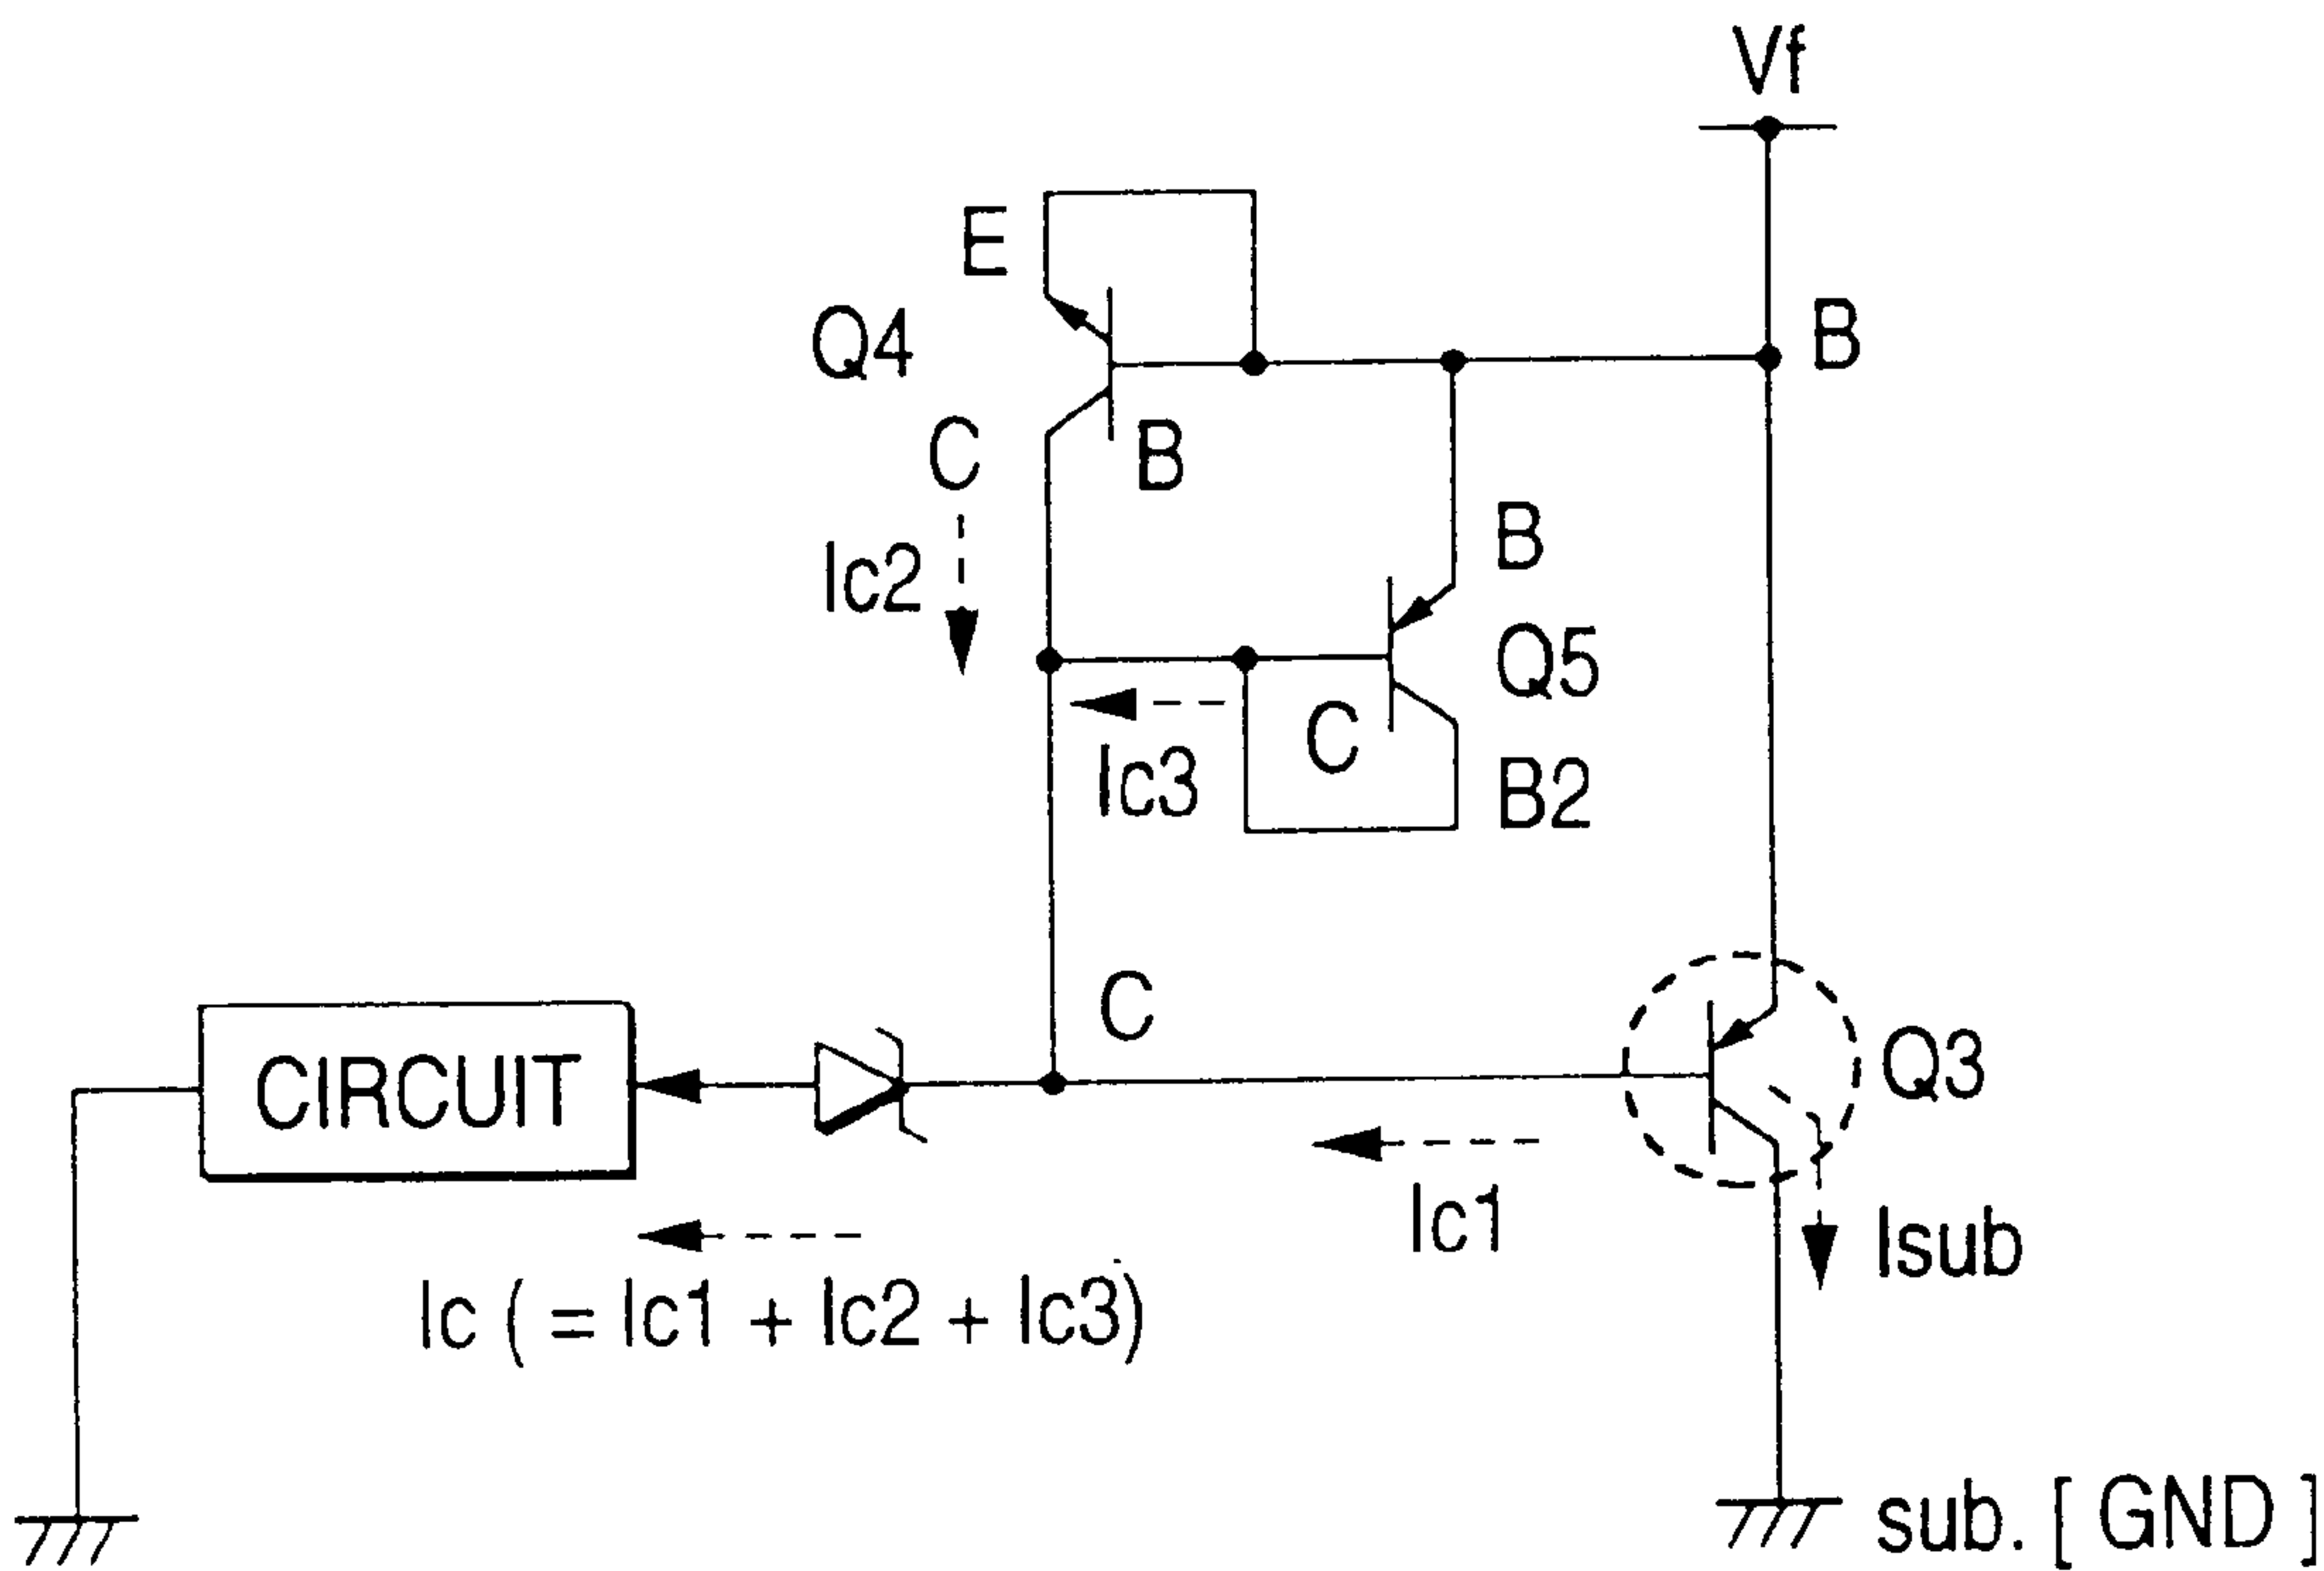 Vf
E
Q4
B
C
B
Ic2
B
Q5
C
Ic3
B2
C
CIRCUIT
Q3
Ic1
Isub
Ic ( = Ic1 + Ic2 + Ic3 )
sub. [ GND ]